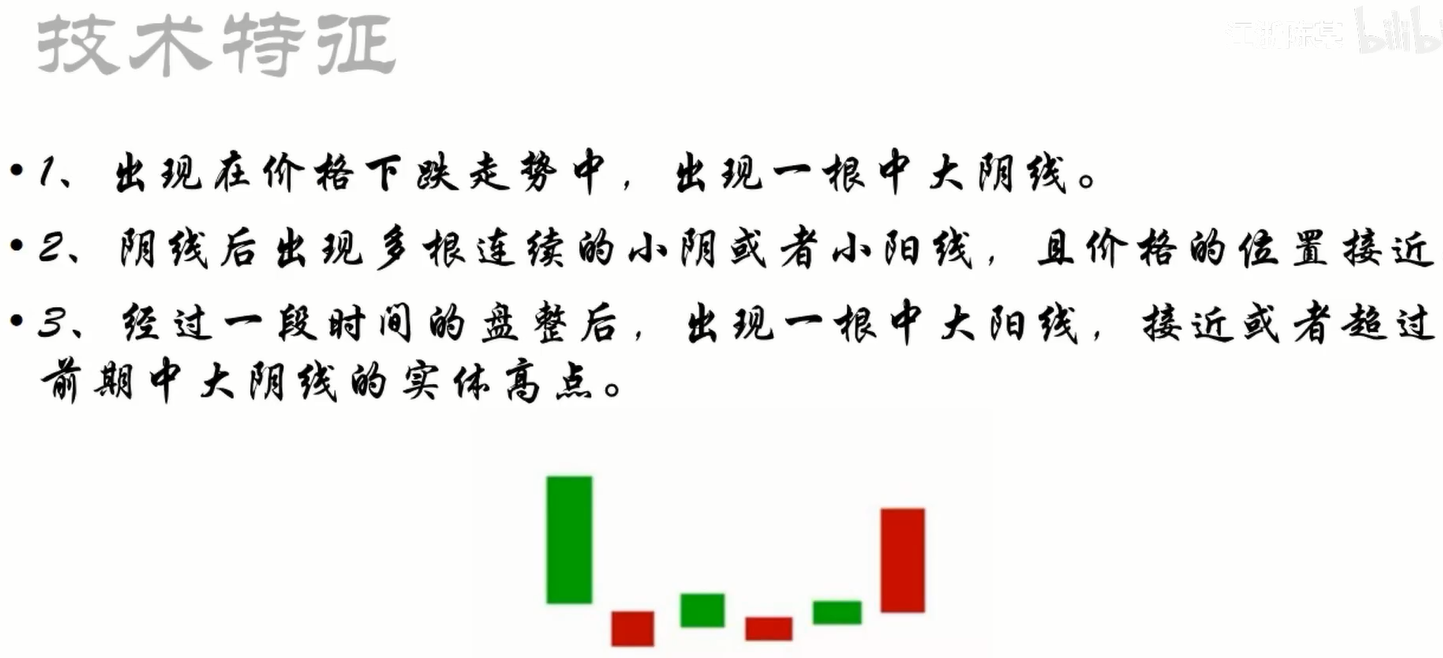 技术特征
• 1、出现在价格下跌走势中，出现一根中大阴线。
• 2、阴线后出现多根连续的小阴或者小阳线，且价格的位置接近
• 3、经过一段时间的盘整后，出现一根中大阳线，接近或者超过
前期中大阴线的实体高点。